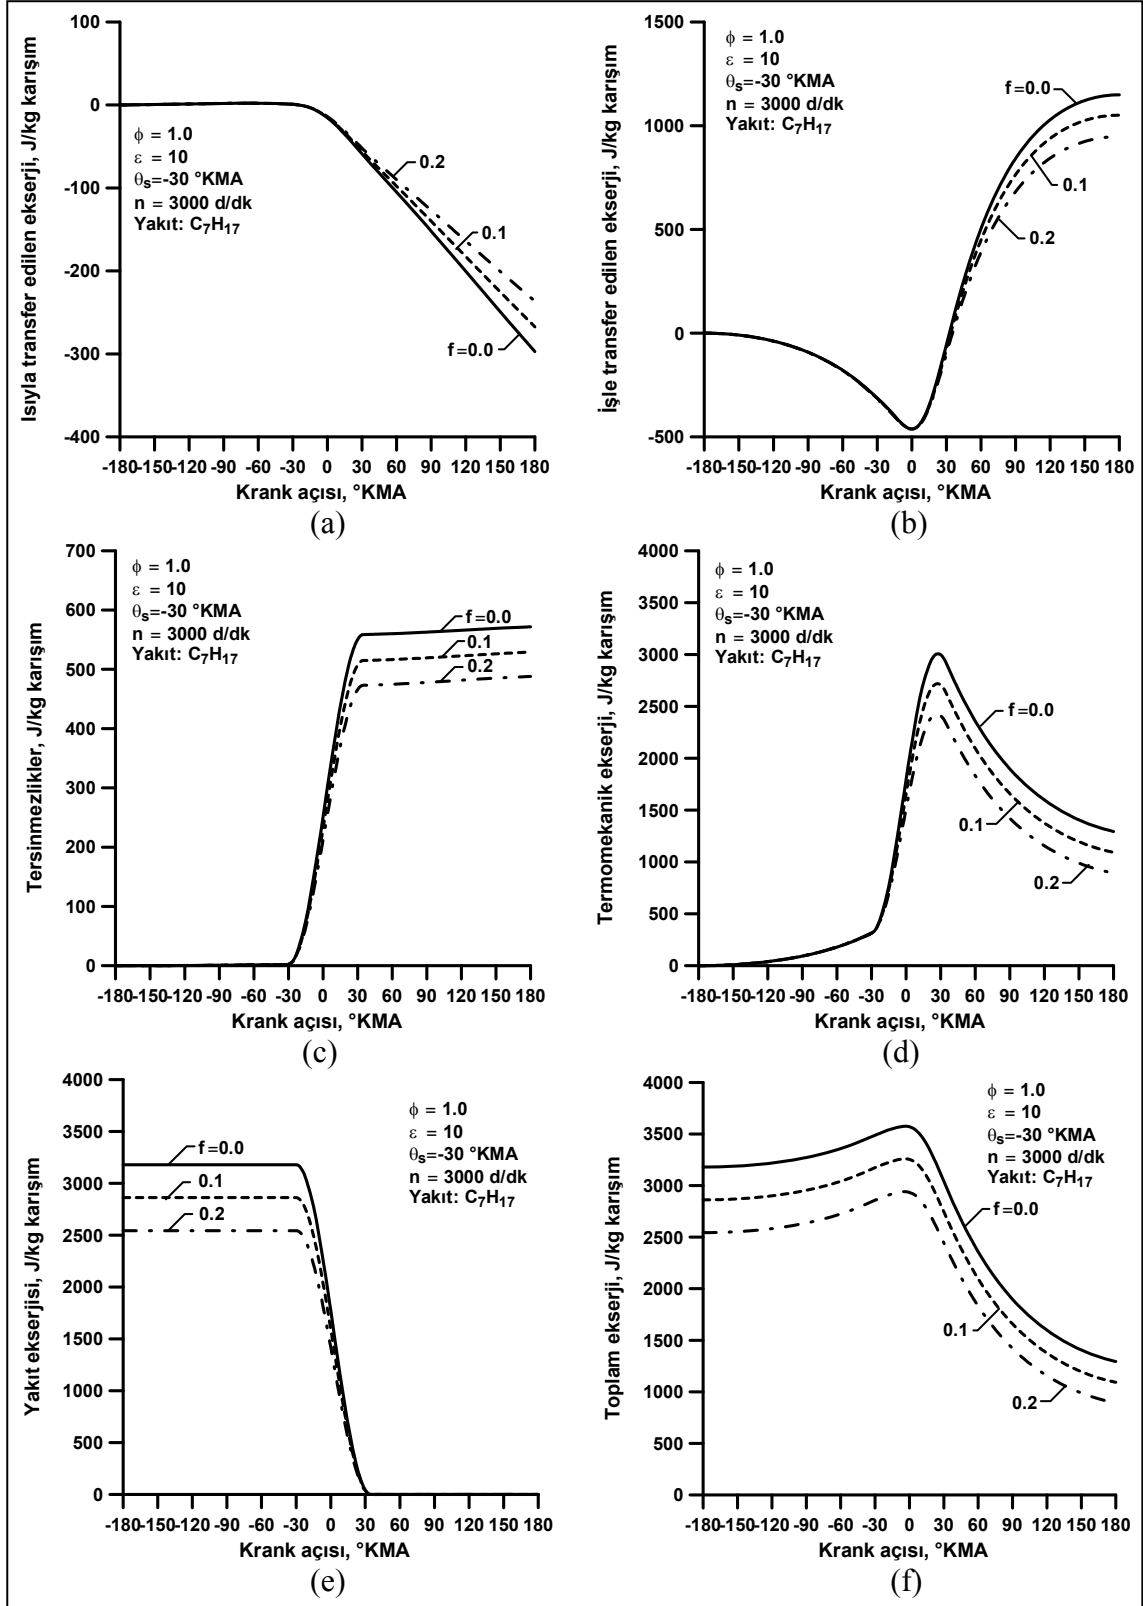 100
0
-100
-200
-300
-400
Isıyla transfer edilen ekserji, J/kg karışım
ϕ = 1.0
ε = 10
θs=-30 °KMA
n = 3000 d/dk
Yakıt: C7H17
0.2
0.1
f=0.0
-180-150-120-90 -60 -30 0 30 60 90 120 150 180
Krank açısı, °KMA
(a)
1500
1000
500
0
-500
İşle transfer edilen ekserji, J/kg karışım
ϕ = 1.0
ε = 10
θs=-30 °KMA
n = 3000 d/dk
Yakıt: C7H17
f=0.0
0.1
0.2
-180-150-120-90 -60 -30 0 30 60 90 120 150 180
Krank açısı, °KMA
(b)
700
600
500
400
300
200
100
0
Tersinmezlikler, J/kg karışım
ϕ = 1.0
ε = 10
θs=-30 °KMA
n = 3000 d/dk
Yakıt: C7H17
f=0.0
0.1
0.2
-180-150-120-90 -60 -30 0 30 60 90 120 150 180
Krank açısı, °KMA
(c)
4000
3500
3000
2500
2000
1500
1000
500
0
Termomekanik ekserji, J/kg karışım
ϕ = 1.0
ε = 10
θs=-30 °KMA
n = 3000 d/dk
Yakıt: C7H17
f=0.0
0.1
0.2
-180-150-120-90 -60 -30 0 30 60 90 120 150 180
Krank açısı, °KMA
(d)
4000
3500
3000
2500
2000
1500
1000
500
0
Yakıt ekserjisi, J/kg karışım
ϕ = 1.0
ε = 10
θs=-30 °KMA
n = 3000 d/dk
Yakıt: C7H17
f=0.0
0.1
0.2
-180-150-120-90 -60 -30 0 30 60 90 120 150 180
Krank açısı, °KMA
(e)
4000
3500
3000
2500
2000
1500
1000
500
0
Toplam ekserji, J/kg karışım
ϕ = 1.0
ε = 10
θs=-30 °KMA
n = 3000 d/dk
Yakıt: C7H17
f=0.0
0.1
0.2
-180-150-120-90 -60 -30 0 30 60 90 120 150 180
Krank açısı, °KMA
(f)